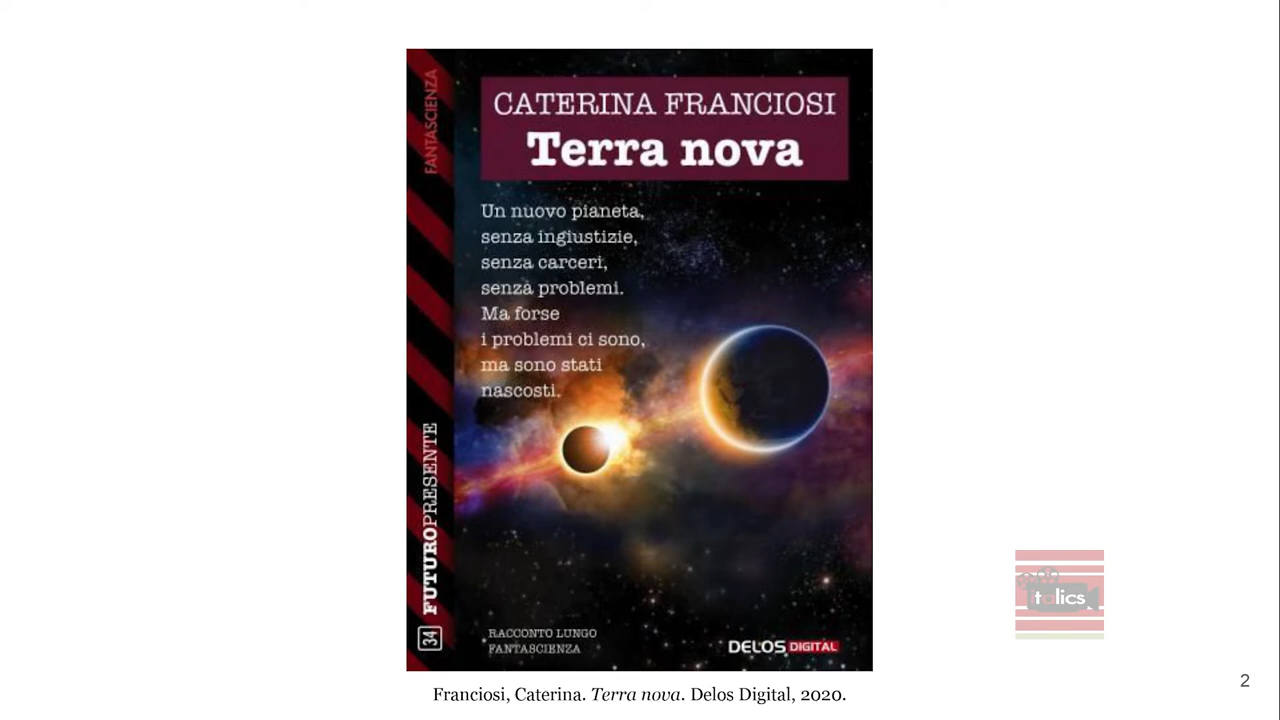 FANTASCIENZA
CATERINA FRANCIOSI
Terra nova
Un nuovo pianeta,
senza ingiustizie,
senza carceri,
senza problemi.
Ma forse
i problemi ci sono,
ma sono stati
nascosti.
34 FUTUROPRESENTE
RACCONTO LUNGO
FANTASCIENZA
DELOS DIGITAL
italics
Franciosi, Caterina. Terra nova. Delos Digital, 2020.
2